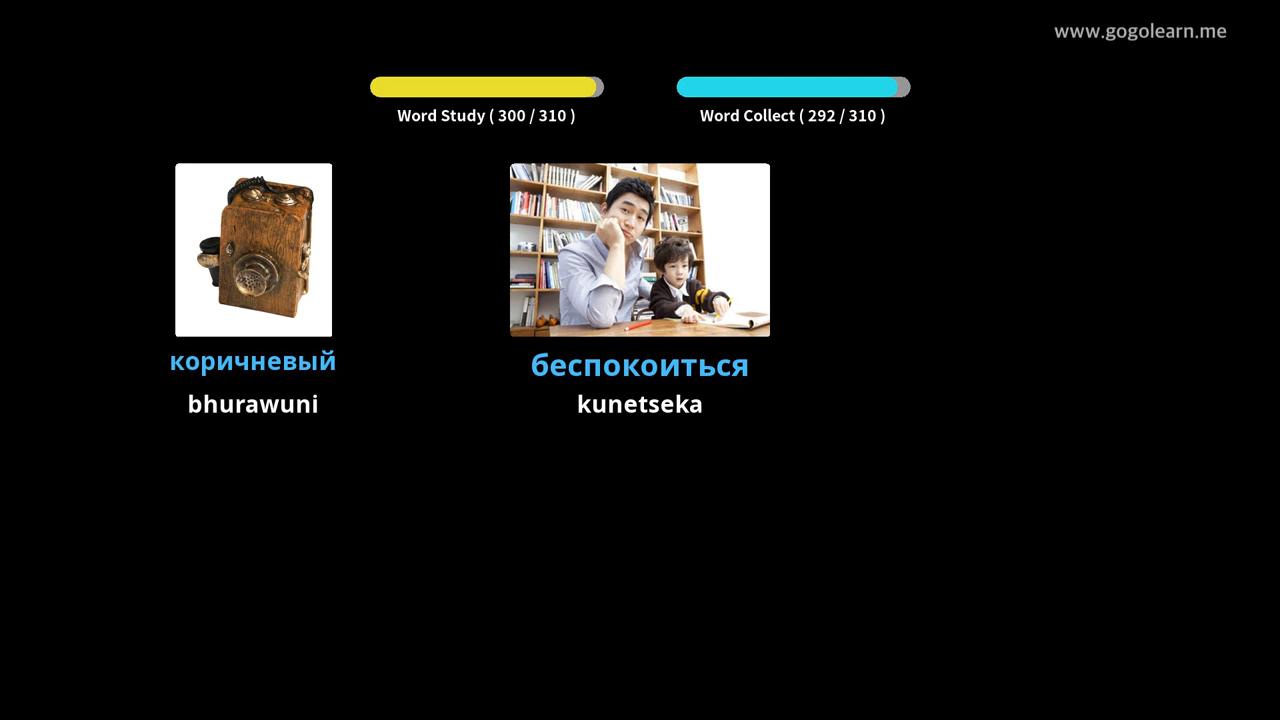 www.gogolearn.me
Word Study ( 300 / 310 )
Word Collect ( 292 / 310 )
коричневый
bhurawuni
беспокоиться
kunetseka